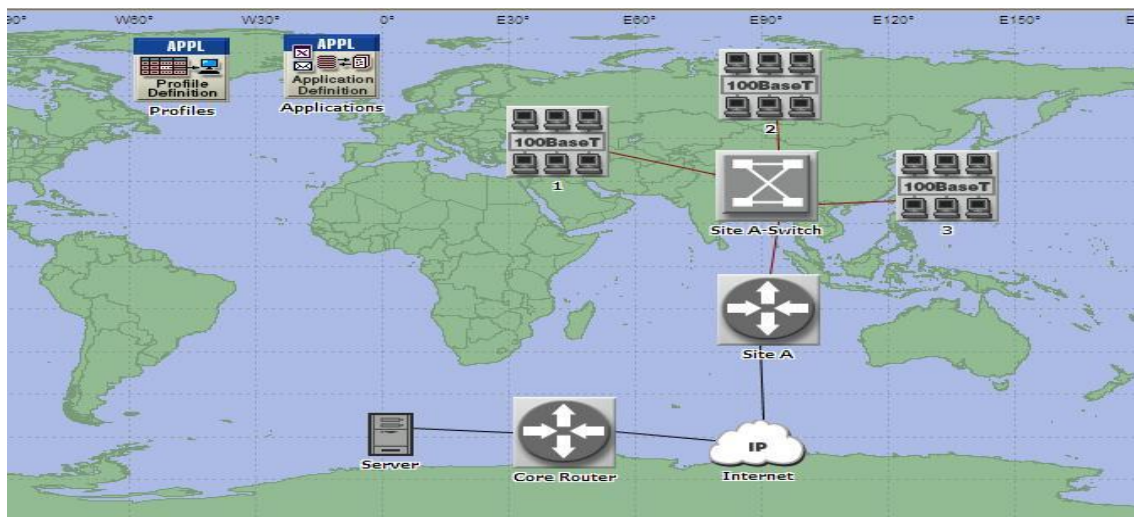 W60° W30° 0° E30° E60° E90° E120° E150°
APPL
Profile
Definition
Profiles
APPL
Application
Definition
Applications
100BaseT
2
100BaseT
1
100BaseT
3
Site A-Switch
Site A
Server
Core Router
IP
Internet